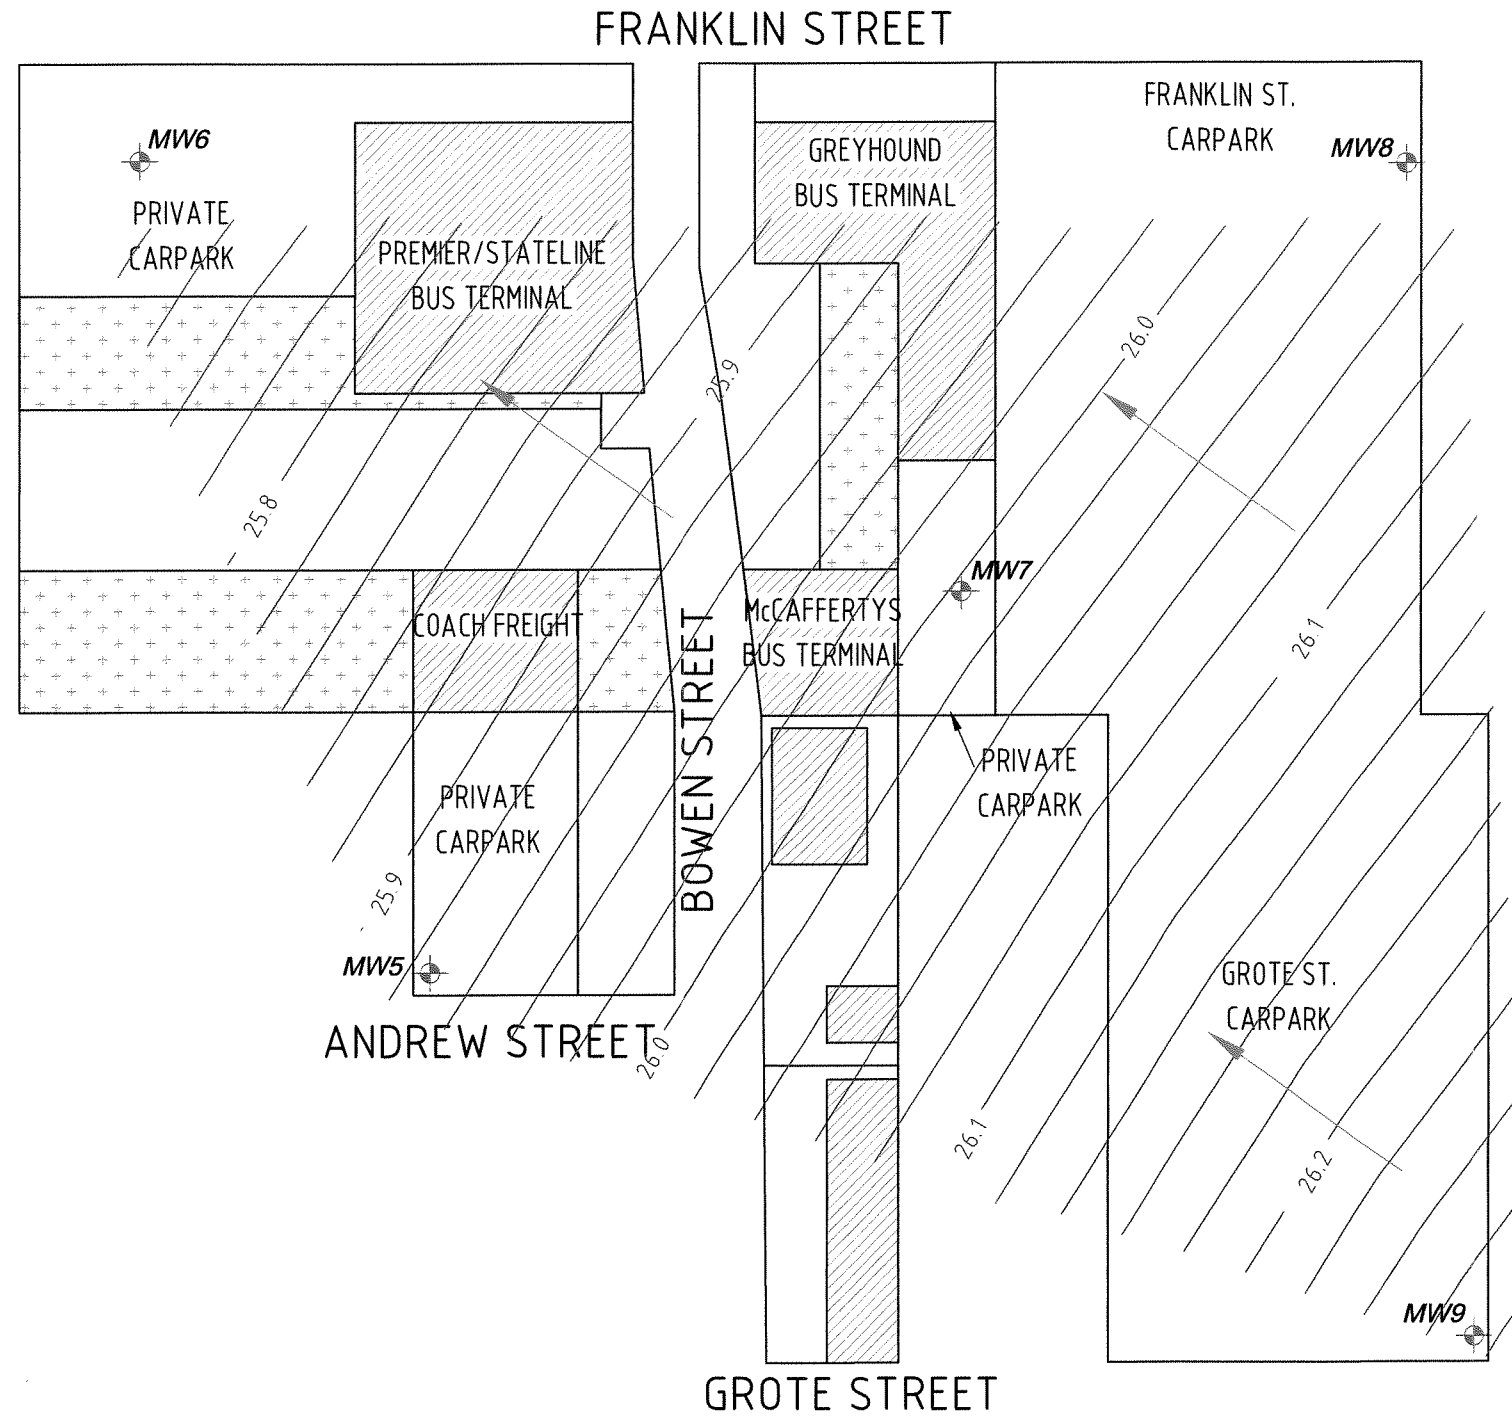 FRANKLIN STREET
MW6
PRIVATE
CARPARK
PREMIER/STATELINE
BUS TERMINAL
GREYHOUND
BUS TERMINAL
FRANKLIN ST.
CARPARK
MW8
26.0
25.9
25.8
MW7
COACH FREIGHT
McCAFFERTYS
BUS TERMINAL
26.1
BOWEN STREET
PRIVATE
CARPARK
PRIVATE
CARPARK
25.9
MW5
ANDREW STREET
26.0
GROTE ST.
CARPARK
26.1
26.2
MW9
GROTE STREET